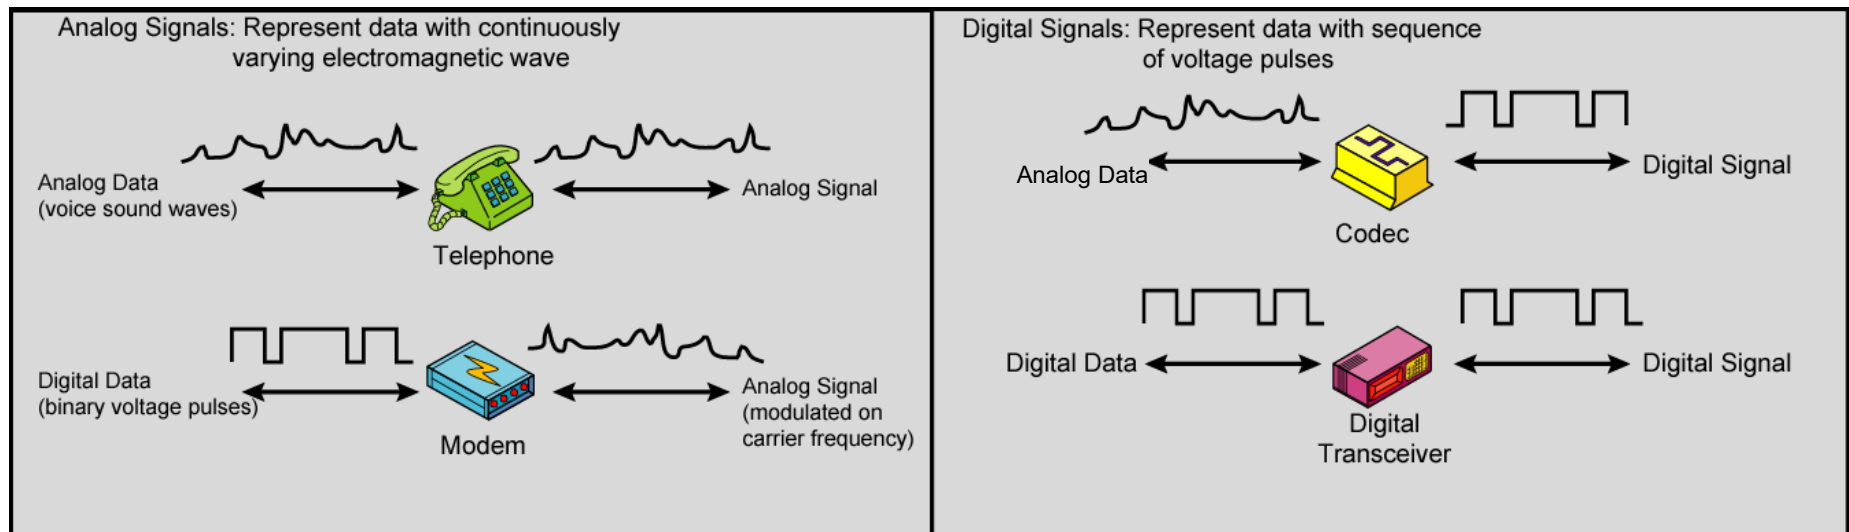 Analog Signals: Represent data with continuously
varying electromagnetic wave
Analog Data
(voice sound waves)
Telephone
Analog Signal
Digital Data
(binary voltage pulses)
Modem
Analog Signal
(modulated on
carrier frequency)
Digital Signals: Represent data with sequence
of voltage pulses
Analog Data
Codec
Digital Signal
Digital Data
Digital
Transceiver
Digital Signal